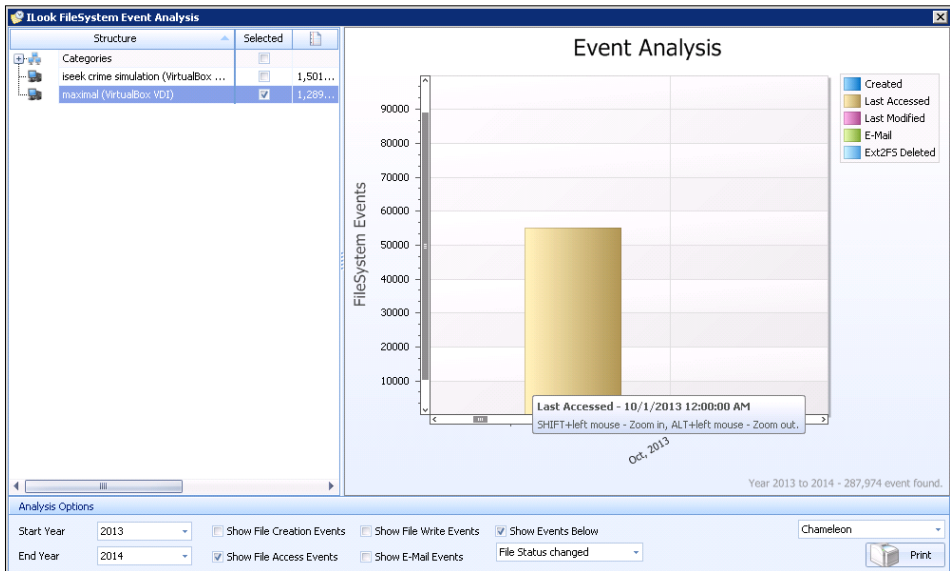 ILook FileSystem Event Analysis
Structure Selected
Categories
iseek crime simulation (VirtualBox ... 1,501...
maximal (VirtualBox VDI) 1,289...
Event Analysis
FileSystem Events
90000
80000
70000
60000
50000
40000
30000
20000
10000
Created
Last Accessed
Last Modified
E-Mail
Ext2FS Deleted
Last Accessed - 10/1/2013 12:00:00 AM
SHIFT+left mouse - Zoom in, ALT+left mouse - Zoom out.
Oct, 2013
Year 2013 to 2014 - 287,974 event found.
Analysis Options
Start Year 2013 Show File Creation Events Show File Write Events Show Events Below Chameleon
End Year 2014 Show File Access Events Show E-Mail Events File Status changed Print